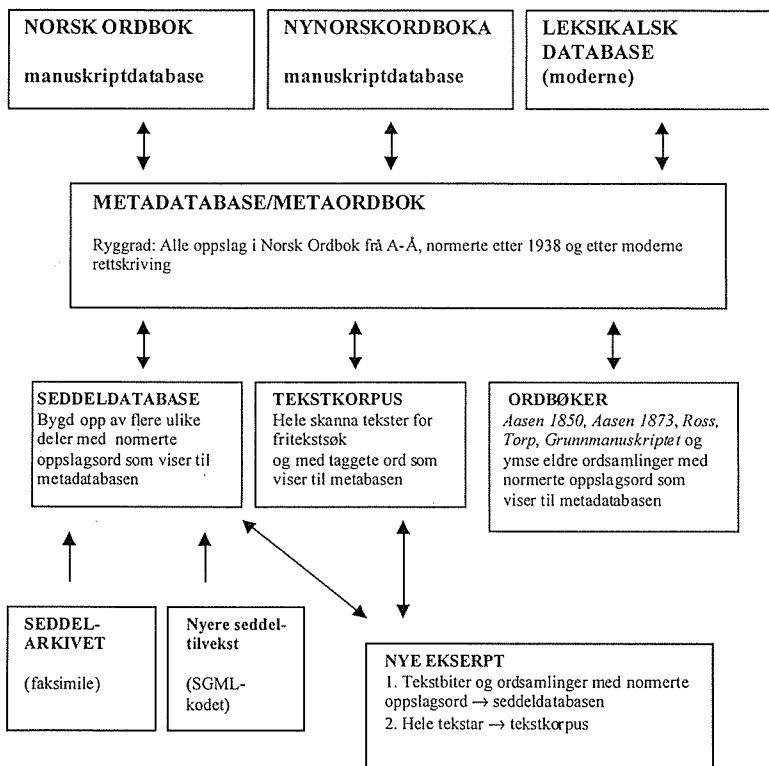 NORSK ORDBOK
manuskriptdatabase
NYNORSKORDBOKA
manuskriptdatabase
LEKSIKALSK
DATABASE
(moderne)
METADATABASE/METAORDBOK
Ryggrad: Alle oppslag i Norsk Ordbok frå A-Å, normerte etter 1938 og etter moderne
rettskriving
SEDDELDATABASE
Bygd opp av flere ulike
deler med normerte
oppslagsord som viser til
metadatabasen
TEKSTKORPUS
Hele skanna tekster for
fritekstsøk
og med taggete ord som
viser til metabasen
ORDBØKER
Aasen 1850, Aasen 1873, Ross,
Torp, Grunnmanuskriptet og
ymse eldre ordsamlinger med
normerte oppslagsord som
viser til metadatabasen
SEDDEL-
ARKIVET
(faksimile)
Nyere seddel-
tilvekst
(SGML-
kodet)
NYE EKSERPT
1. Tekstbiter og ordsamlinger med normerte
oppslagsord → seddeldatabasen
2. Hele tekstar → tekstkorpus